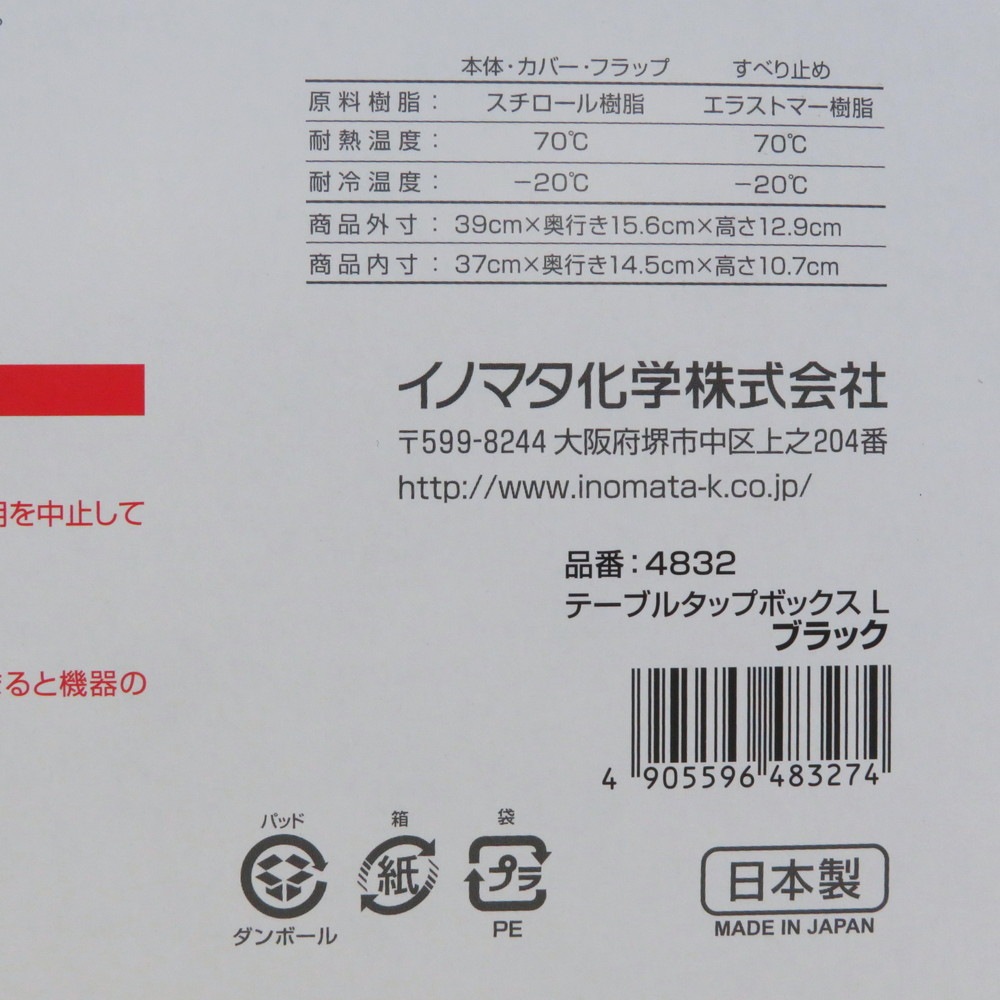 本体・カバー・フラップ すべり止め
原料樹脂： スチロール樹脂 エラストマー樹脂
耐熱温度： 70℃ 70℃
耐冷温度： −20℃ −20℃
商品外寸： 39cm×奥行き15.6cm×高さ12.9cm
商品内寸： 37cm×奥行き14.5cm×高さ10.7cm
イノマタ化学株式会社
〒599-8244 大阪府堺市中区上之204番
http://www.inomata-k.co.jp/
を中止して
ると機器の
品番：4832
テーブルタップボックス L
ブラック
4 905596 483274
パッド 箱 袋
紙 プラ
ダンボール PE
日本製
MADE IN JAPAN